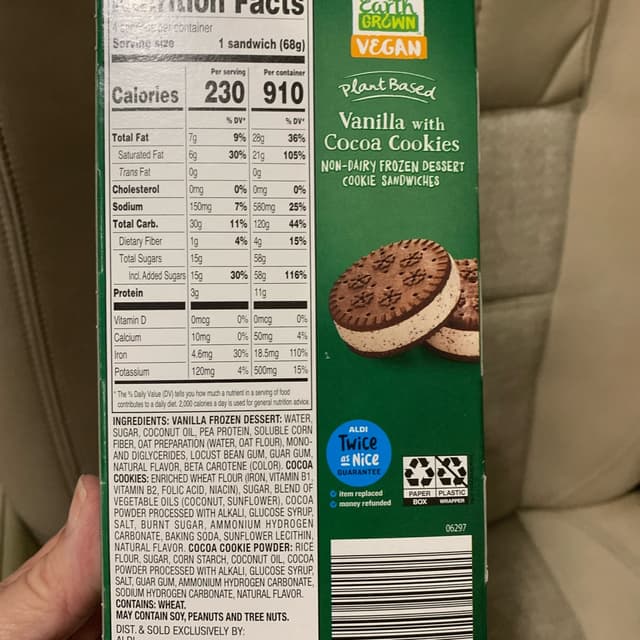 Nutrition Facts
4 servings per container
Serving size 1 sandwich (68g)
Per serving Per container
Calories 230 910
% DV* % DV*
Total Fat 7g 9% 28g 36%
Saturated Fat 6g 30% 21g 105%
Trans Fat 0g 0g
Cholesterol 0mg 0% 0mg 0%
Sodium 150mg 7% 580mg 25%
Total Carb. 30g 11% 120g 44%
Dietary Fiber 1g 4% 4g 15%
Total Sugars 15g 58g
Incl. Added Sugars 15g 30% 58g 116%
Protein 3g 11g
Vitamin D 0mcg 0% 0mcg 0%
Calcium 10mg 0% 50mg 4%
Iron 4.6mg 30% 18.5mg 110%
Potassium 120mg 4% 500mg 15%
* The % Daily Value (DV) tells you how much a nutrient in a serving of food
contributes to a daily diet. 2,000 calories a day is used for general nutrition advice.
INGREDIENTS: VANILLA FROZEN DESSERT: WATER,
SUGAR, COCONUT OIL, PEA PROTEIN, SOLUBLE CORN
FIBER, OAT PREPARATION (WATER, OAT FLOUR), MONO-
AND DIGLYCERIDES, LOCUST BEAN GUM, GUAR GUM,
NATURAL FLAVOR, BETA CAROTENE (COLOR). COCOA
COOKIES: ENRICHED WHEAT FLOUR (IRON, VITAMIN B1,
VITAMIN B2, FOLIC ACID, NIACIN), SUGAR, BLEND OF
VEGETABLE OILS (COCONUT, SUNFLOWER), COCOA
POWDER PROCESSED WITH ALKALI, GLUCOSE SYRUP,
SALT, BURNT SUGAR, AMMONIUM HYDROGEN
CARBONATE, BAKING SODA, SUNFLOWER LECITHIN,
NATURAL FLAVOR. COCOA COOKIE POWDER: RICE
FLOUR, SUGAR, CORN STARCH, COCONUT OIL, COCOA
POWDER PROCESSED WITH ALKALI, GLUCOSE SYRUP,
SALT, GUAR GUM, AMMONIUM HYDROGEN CARBONATE,
SODIUM HYDROGEN CARBONATE, NATURAL FLAVOR.
CONTAINS: WHEAT.
MAY CONTAIN SOY, PEANUTS AND TREE NUTS.
DIST. & SOLD EXCLUSIVELY BY:
ALDI
Earth
GROWN
VEGAN
Plant Based
Vanilla with
Cocoa Cookies
NON-DAIRY FROZEN DESSERT
COOKIE SANDWICHES
ALDI
Twice
as Nice
GUARANTEE
item replaced
money refunded
PAPER PLASTIC
BOX WRAPPER
06297